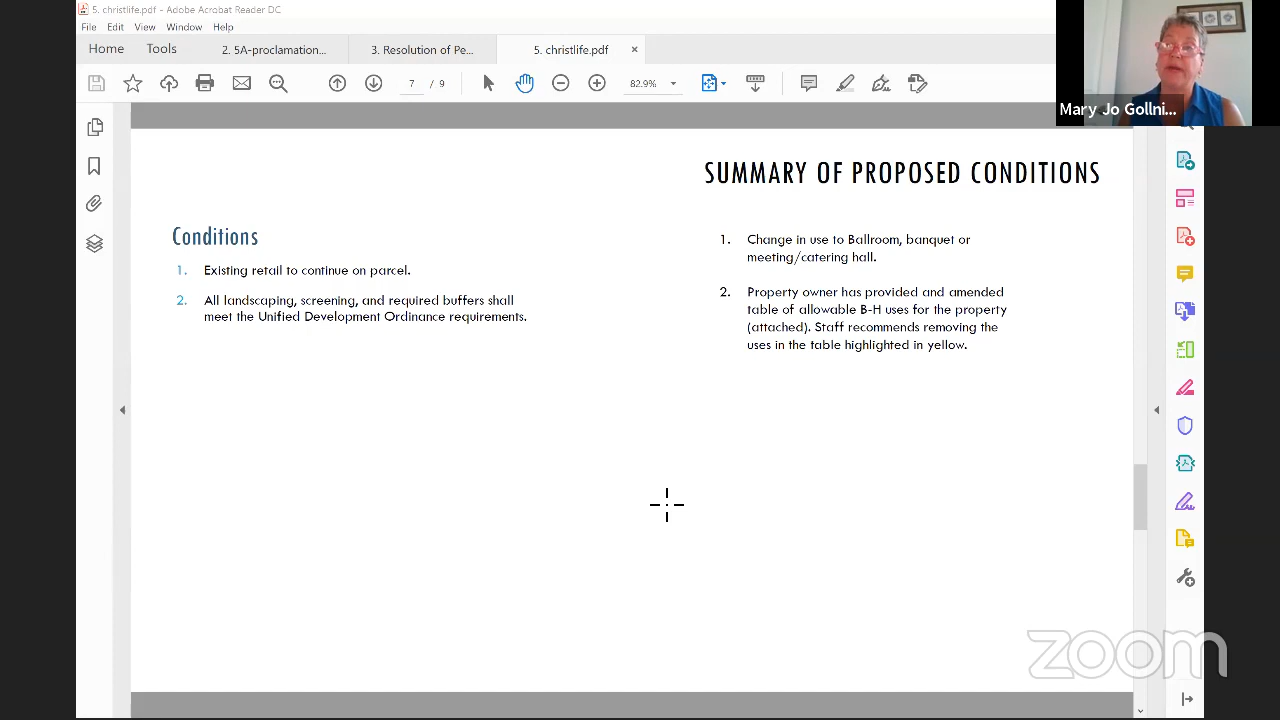 5. christlife.pdf - Adobe Acrobat Reader DC
File Edit View Window Help
Home Tools 2. 5A-proclamation... 3. Resolution of Pe... 5. christlife.pdf ×
7 / 9 82.9%
Mary Jo Gollni...
SUMMARY OF PROPOSED CONDITIONS
Conditions
1. Existing retail to continue on parcel.
2. All landscaping, screening, and required buffers shall
meet the Unified Development Ordinance requirements.
1. Change in use to Ballroom, banquet or
meeting/catering hall.
2. Property owner has provided and amended
table of allowable B-H uses for the property
(attached). Staff recommends removing the
uses in the table highlighted in yellow.
zoom